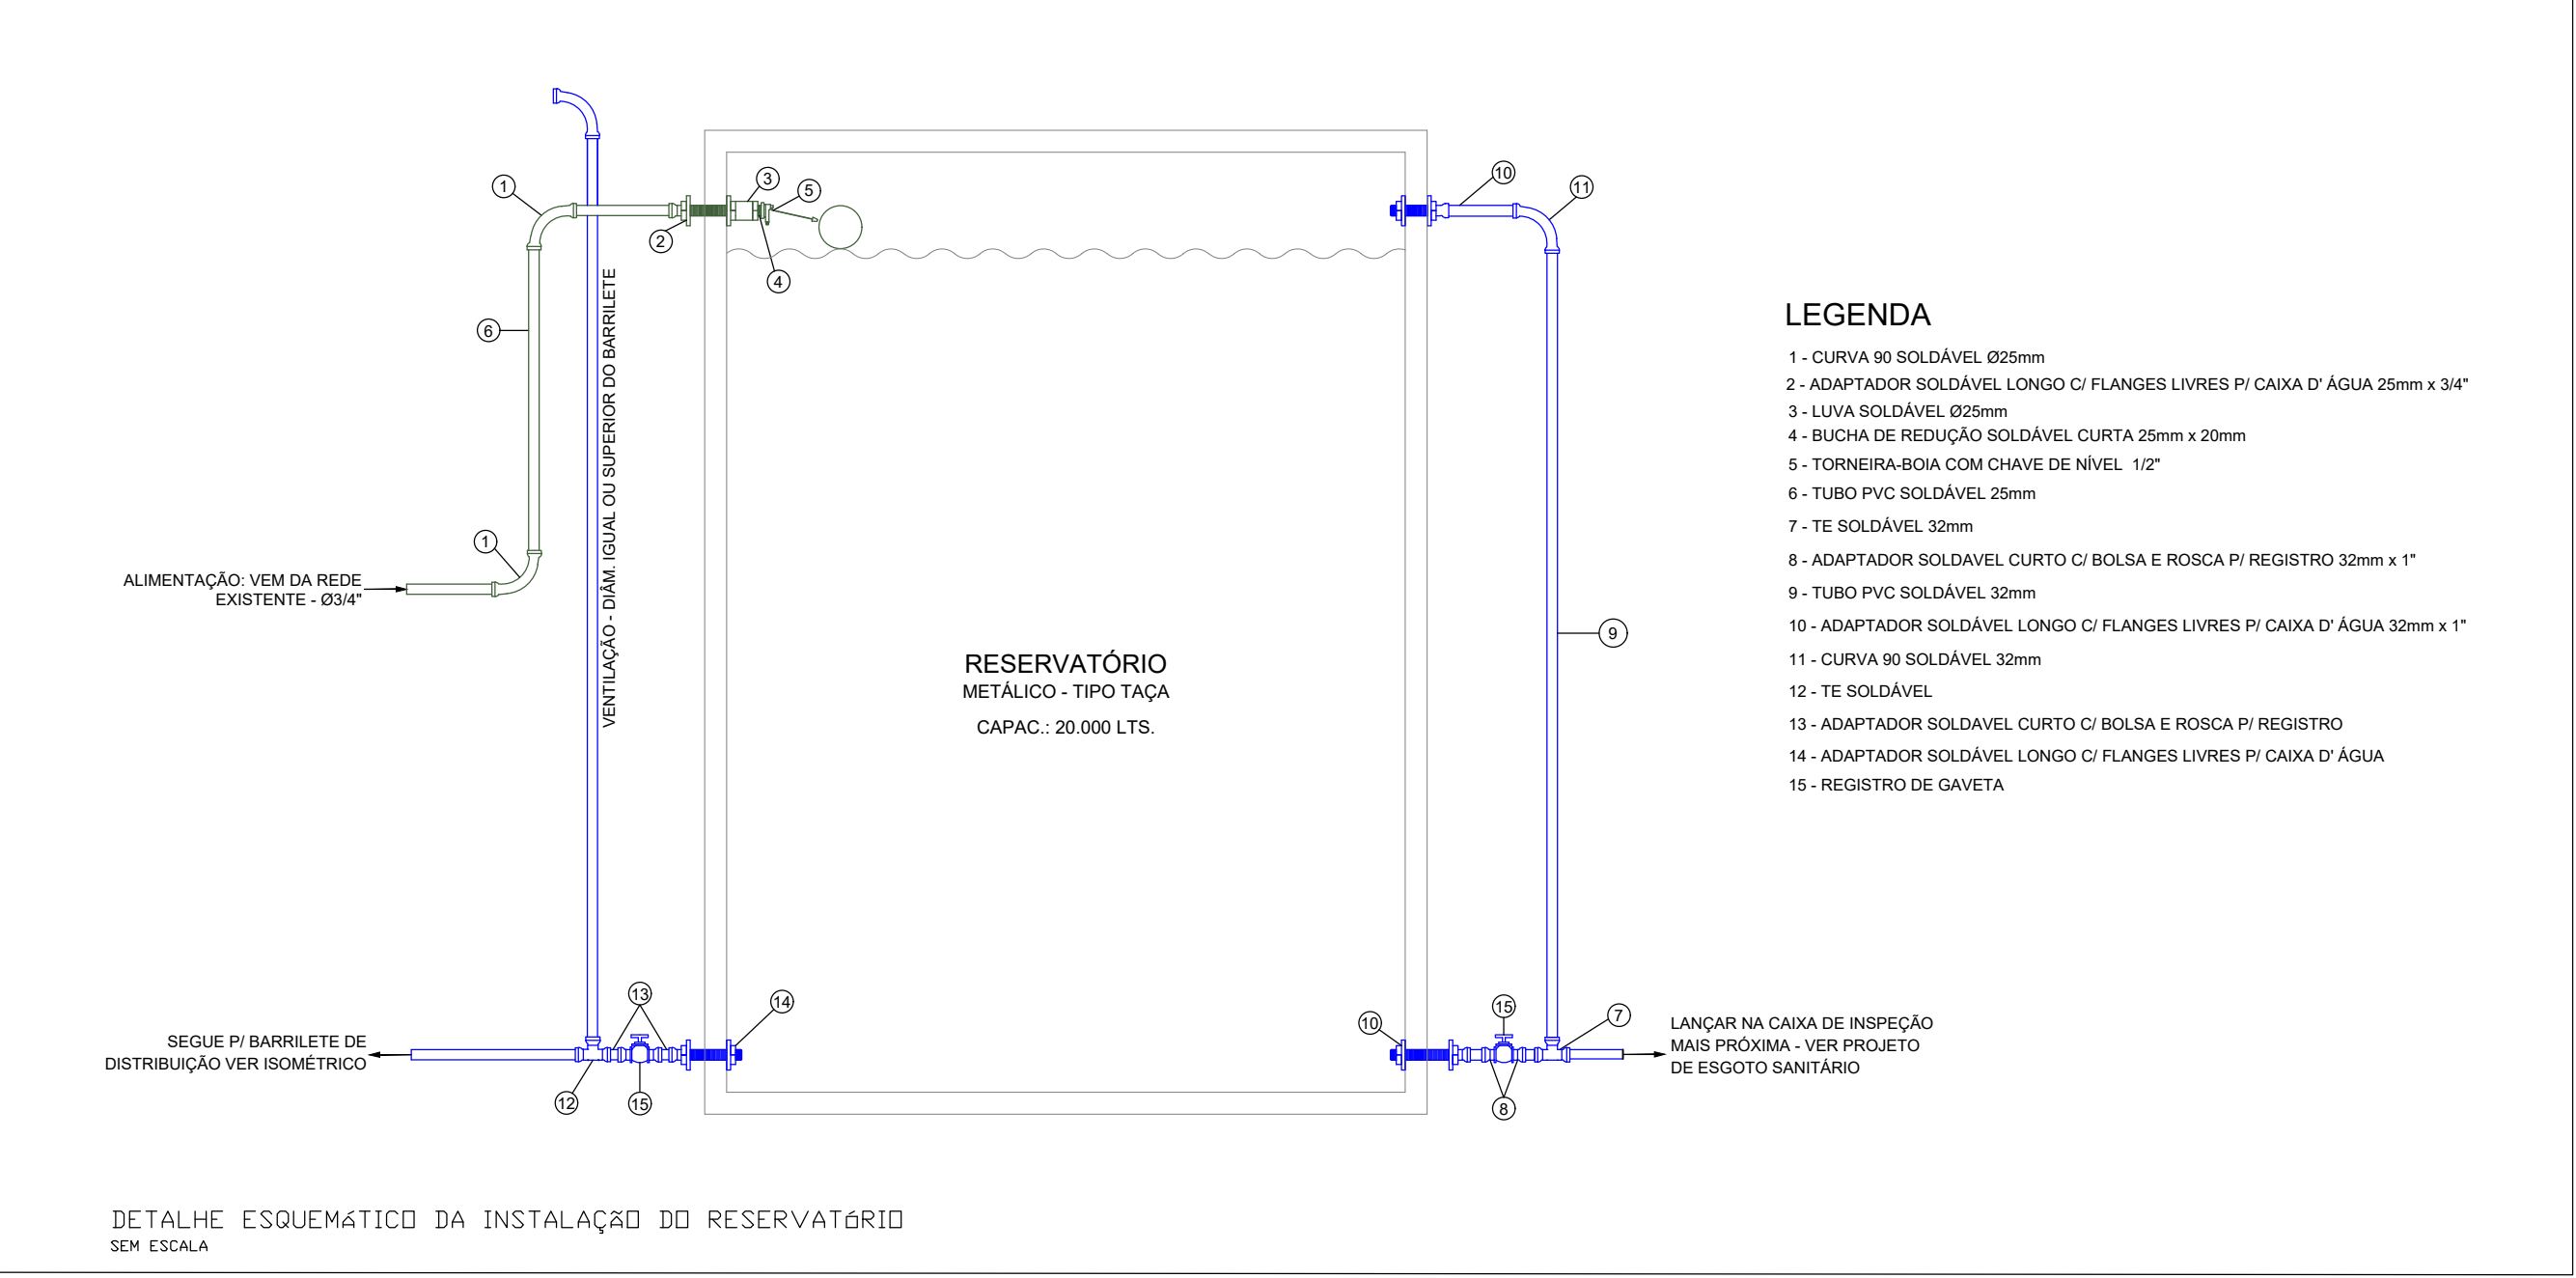 1
3
5
10
11
2
4
6
VENTILAÇÃO - DIÂM. IGUAL OU SUPERIOR DO BARRILETE
1
ALIMENTAÇÃO: VEM DA REDE
EXISTENTE - Ø3/4"
9
RESERVATÓRIO
METÁLICO - TIPO TAÇA
CAPAC.: 20.000 LTS.
13
14
10
15
7
SEGUE P/ BARRILETE DE
DISTRIBUIÇÃO VER ISOMÉTRICO
LANÇAR NA CAIXA DE INSPEÇÃO
MAIS PRÓXIMA - VER PROJETO
DE ESGOTO SANITÁRIO
12
15
8
LEGENDA
1 - CURVA 90 SOLDÁVEL Ø25mm
2 - ADAPTADOR SOLDÁVEL LONGO C/ FLANGES LIVRES P/ CAIXA D' ÁGUA 25mm x 3/4"
3 - LUVA SOLDÁVEL Ø25mm
4 - BUCHA DE REDUÇÃO SOLDÁVEL CURTA 25mm x 20mm
5 - TORNEIRA-BOIA COM CHAVE DE NÍVEL 1/2"
6 - TUBO PVC SOLDÁVEL 25mm
7 - TE SOLDÁVEL 32mm
8 - ADAPTADOR SOLDAVEL CURTO C/ BOLSA E ROSCA P/ REGISTRO 32mm x 1"
9 - TUBO PVC SOLDÁVEL 32mm
10 - ADAPTADOR SOLDÁVEL LONGO C/ FLANGES LIVRES P/ CAIXA D' ÁGUA 32mm x 1"
11 - CURVA 90 SOLDÁVEL 32mm
12 - TE SOLDÁVEL
13 - ADAPTADOR SOLDAVEL CURTO C/ BOLSA E ROSCA P/ REGISTRO
14 - ADAPTADOR SOLDÁVEL LONGO C/ FLANGES LIVRES P/ CAIXA D' ÁGUA
15 - REGISTRO DE GAVETA
DETALHE ESQUEMáTICO DA INSTALAÇÃO DO RESERVATóRIO
SEM ESCALA